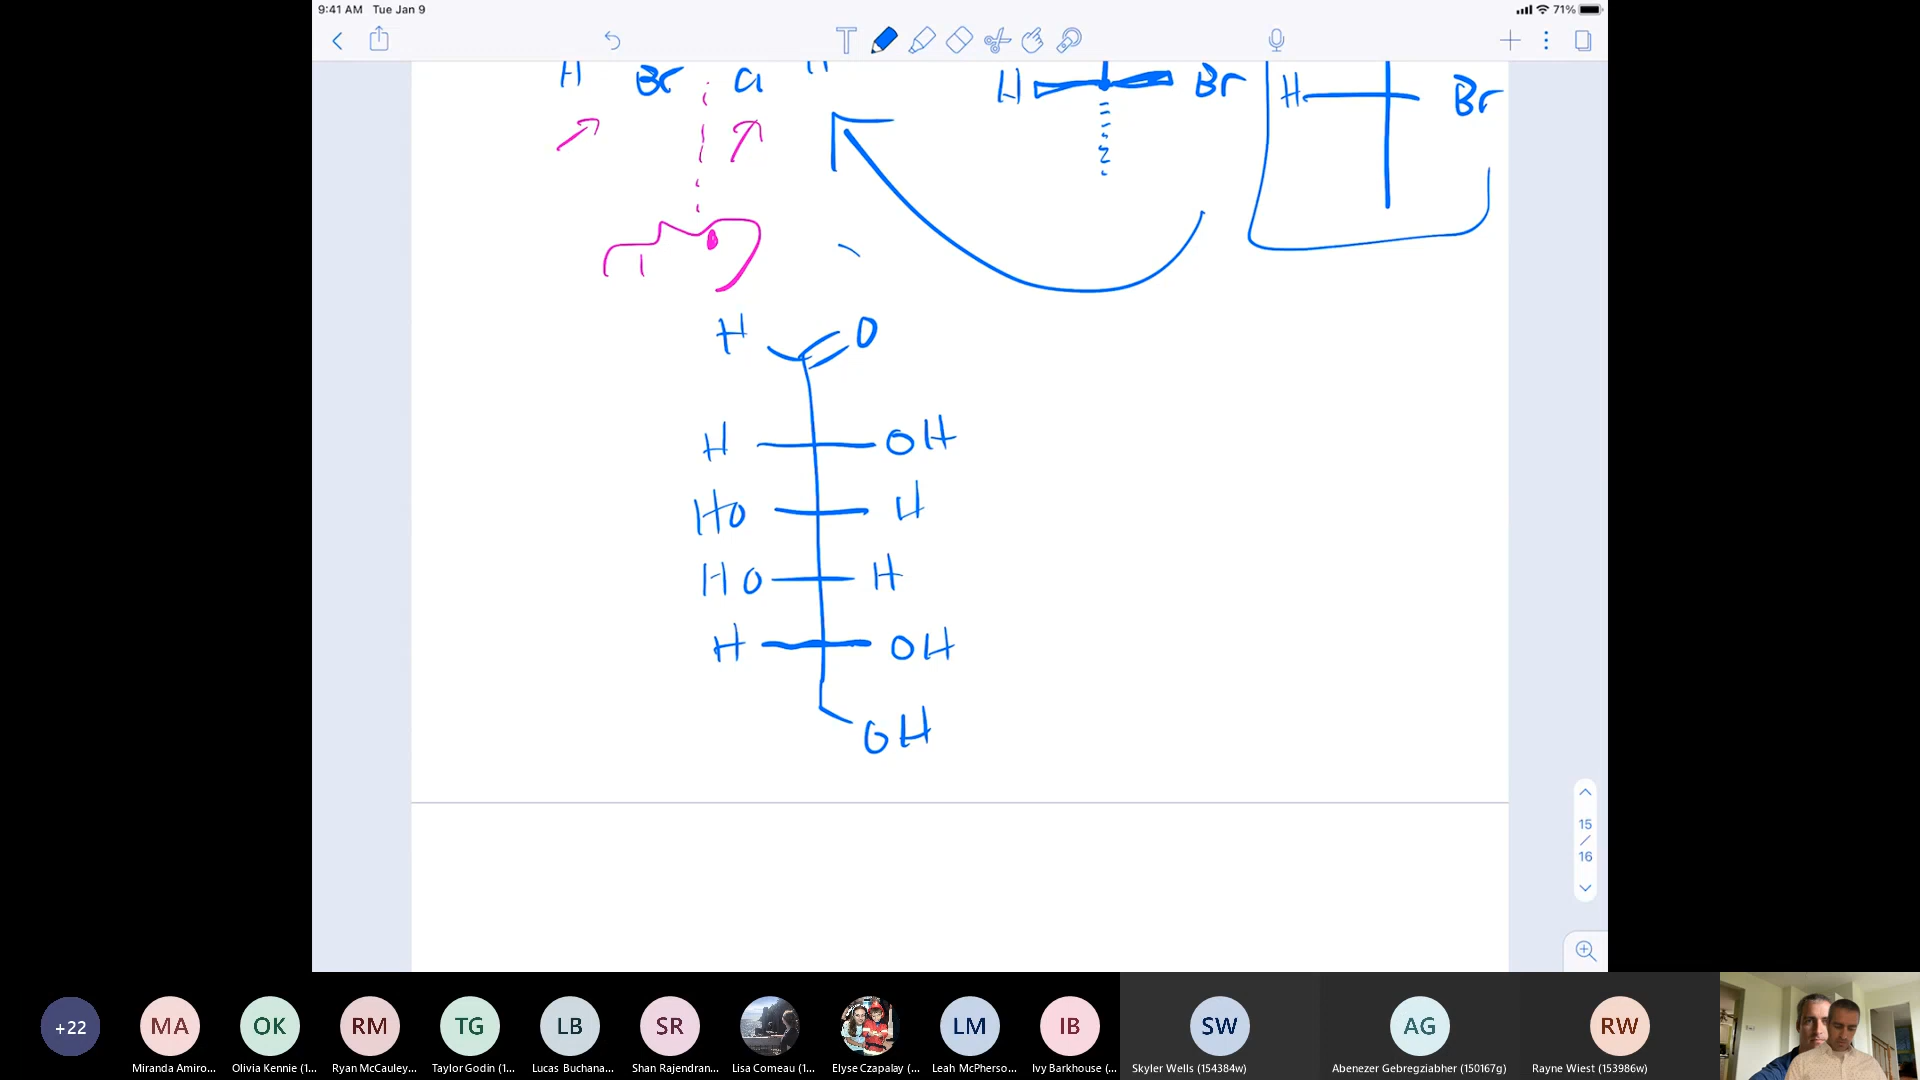 9:41 AM Tue Jan 9
71%
T
H Br Cl H
H Br
H Br
H O
H OH
HO H
HO H
H OH
OH
15
/
16
+22
MA
OK
RM
TG
LB
SR
LM
IB
SW
AG
RW
Miranda Amiro...
Olivia Kennie (1...
Ryan McCauley...
Taylor Godin (1...
Lucas Buchana...
Shan Rajendran...
Lisa Comeau (1...
Elyse Czapalay (...
Leah McPherso...
Ivy Barkhouse (...
Skyler Wells (154384w)
Abenezer Gebregziabher (150167g)
Rayne Wiest (153986w)